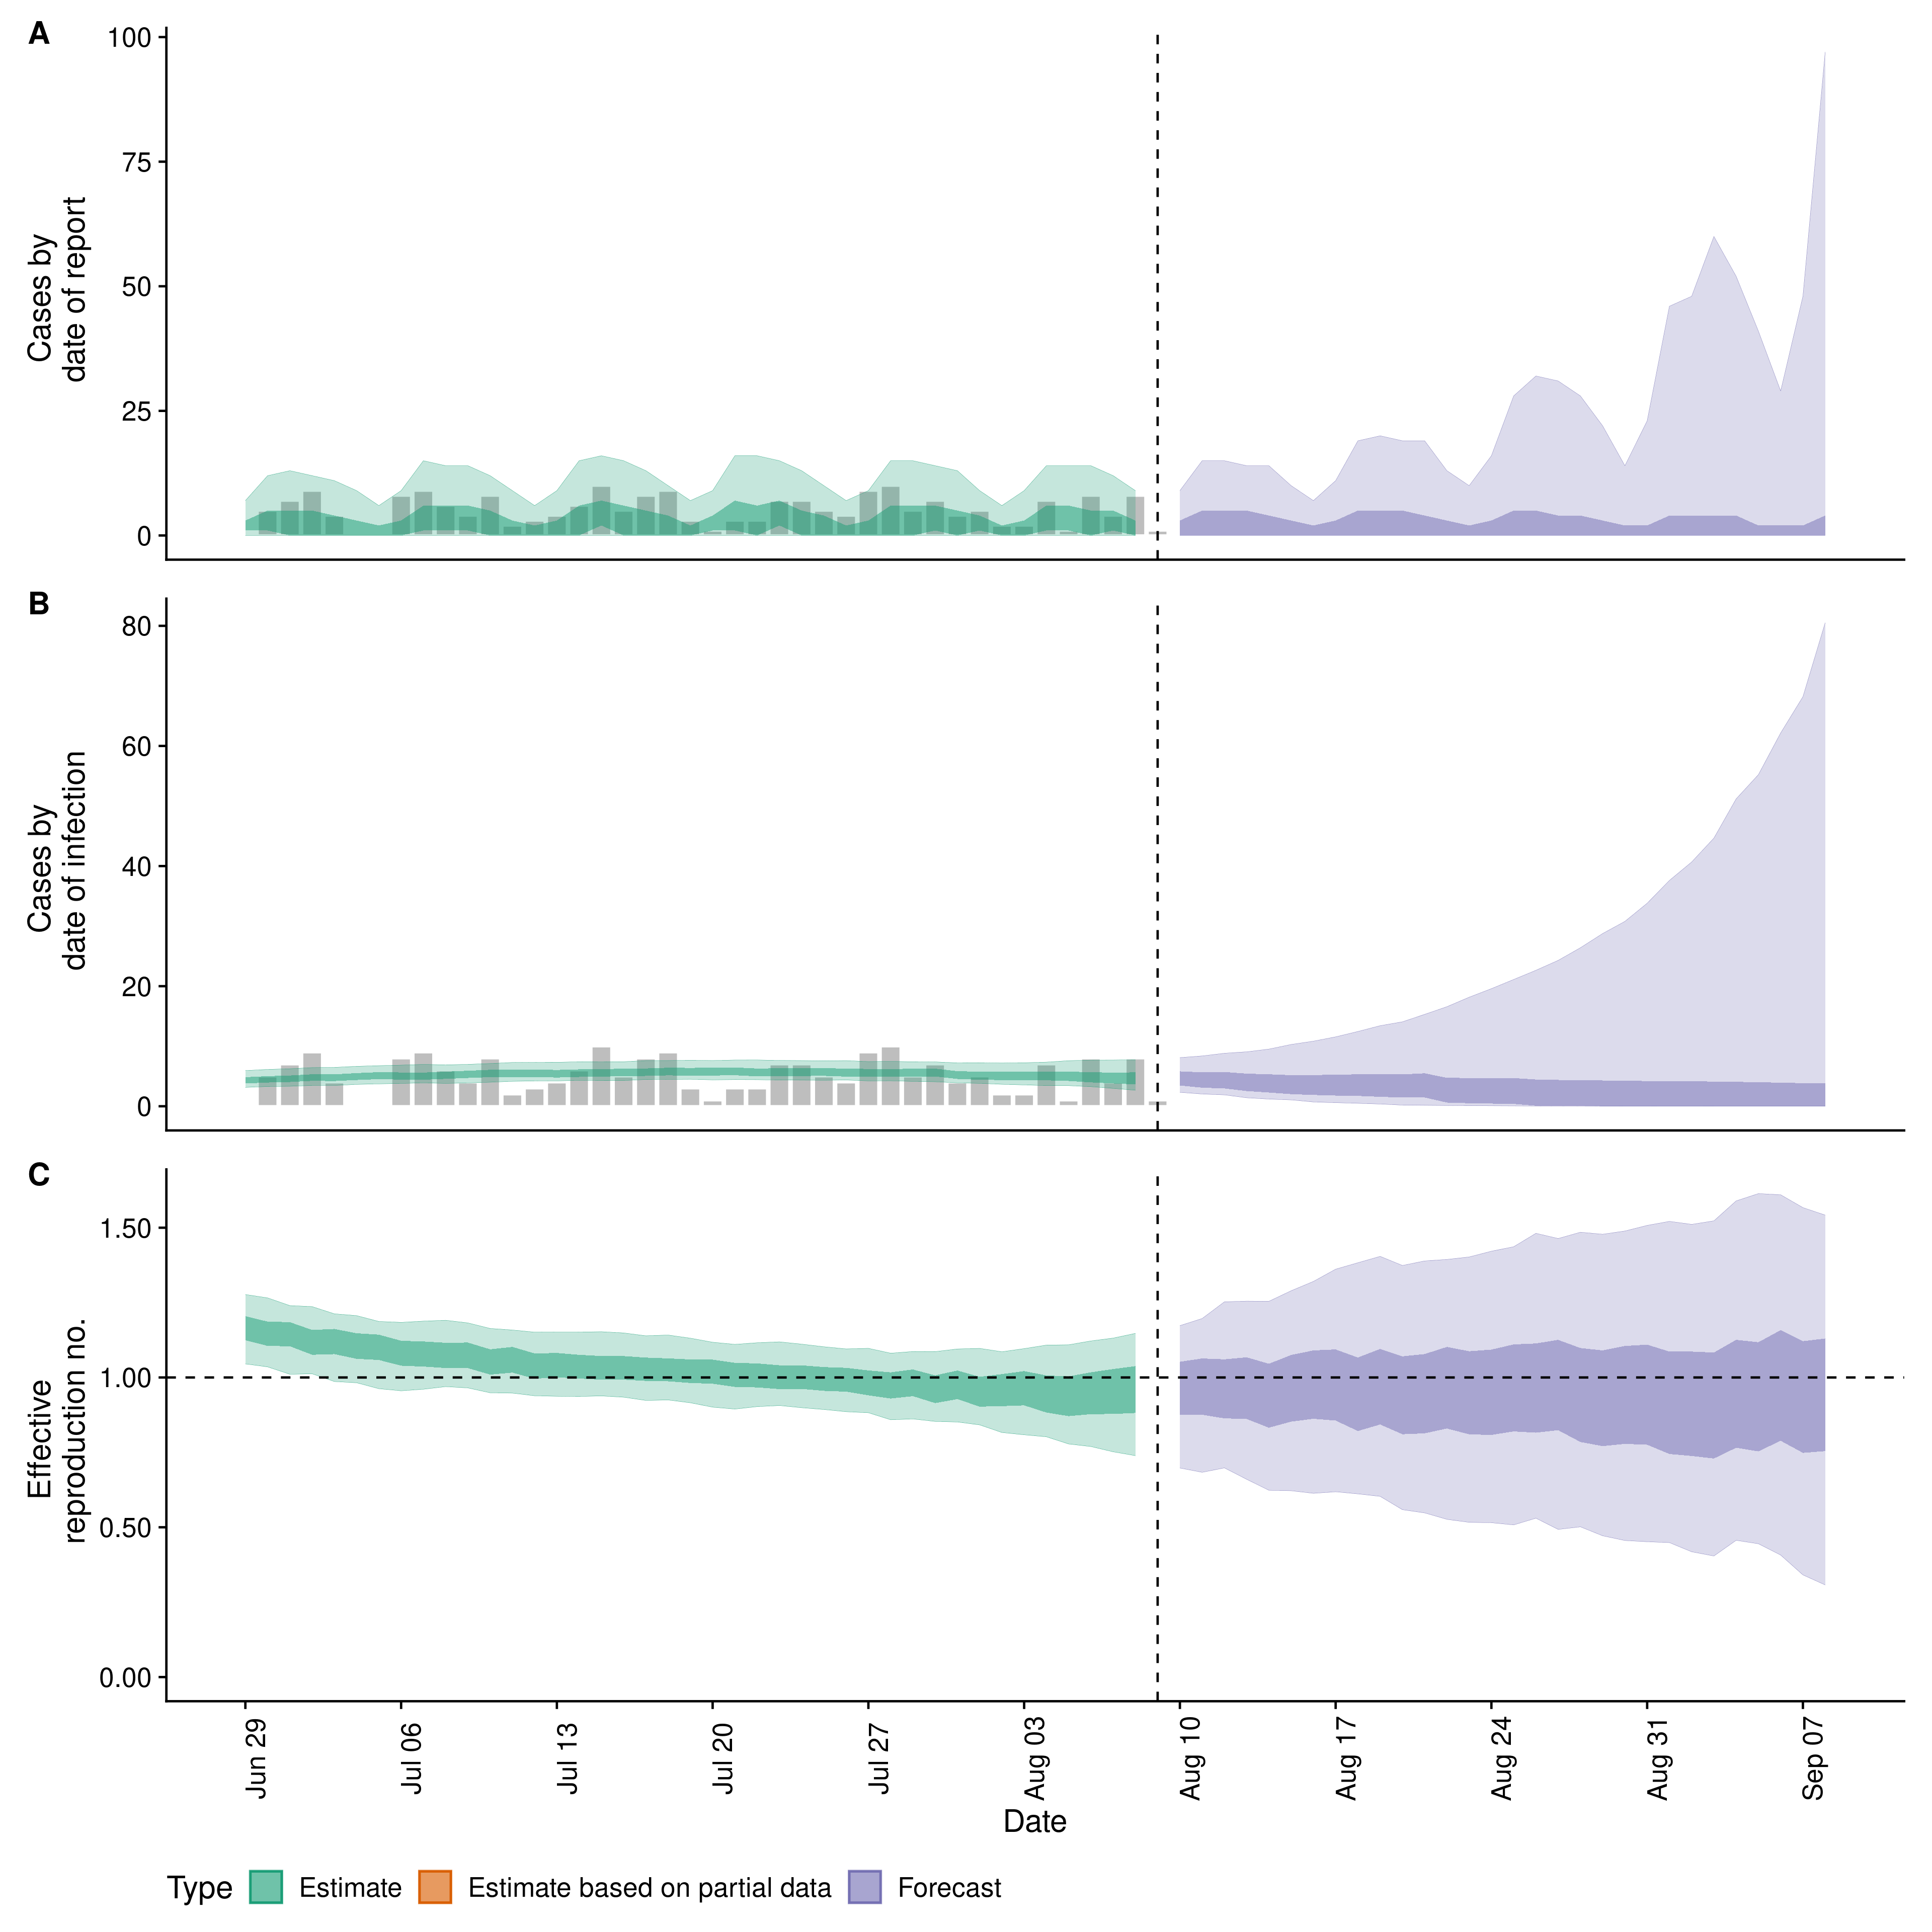 A
100
75
50
25
0
Cases by
date of report
B
80
60
40
20
0
Cases by
date of infection
C
1.50
1.00
0.50
0.00
Effective
reproduction no.
Jun 29
Jul 06
Jul 13
Jul 20
Jul 27
Aug 03
Aug 10
Aug 17
Aug 24
Aug 31
Sep 07
Date
Type Estimate Estimate based on partial data Forecast